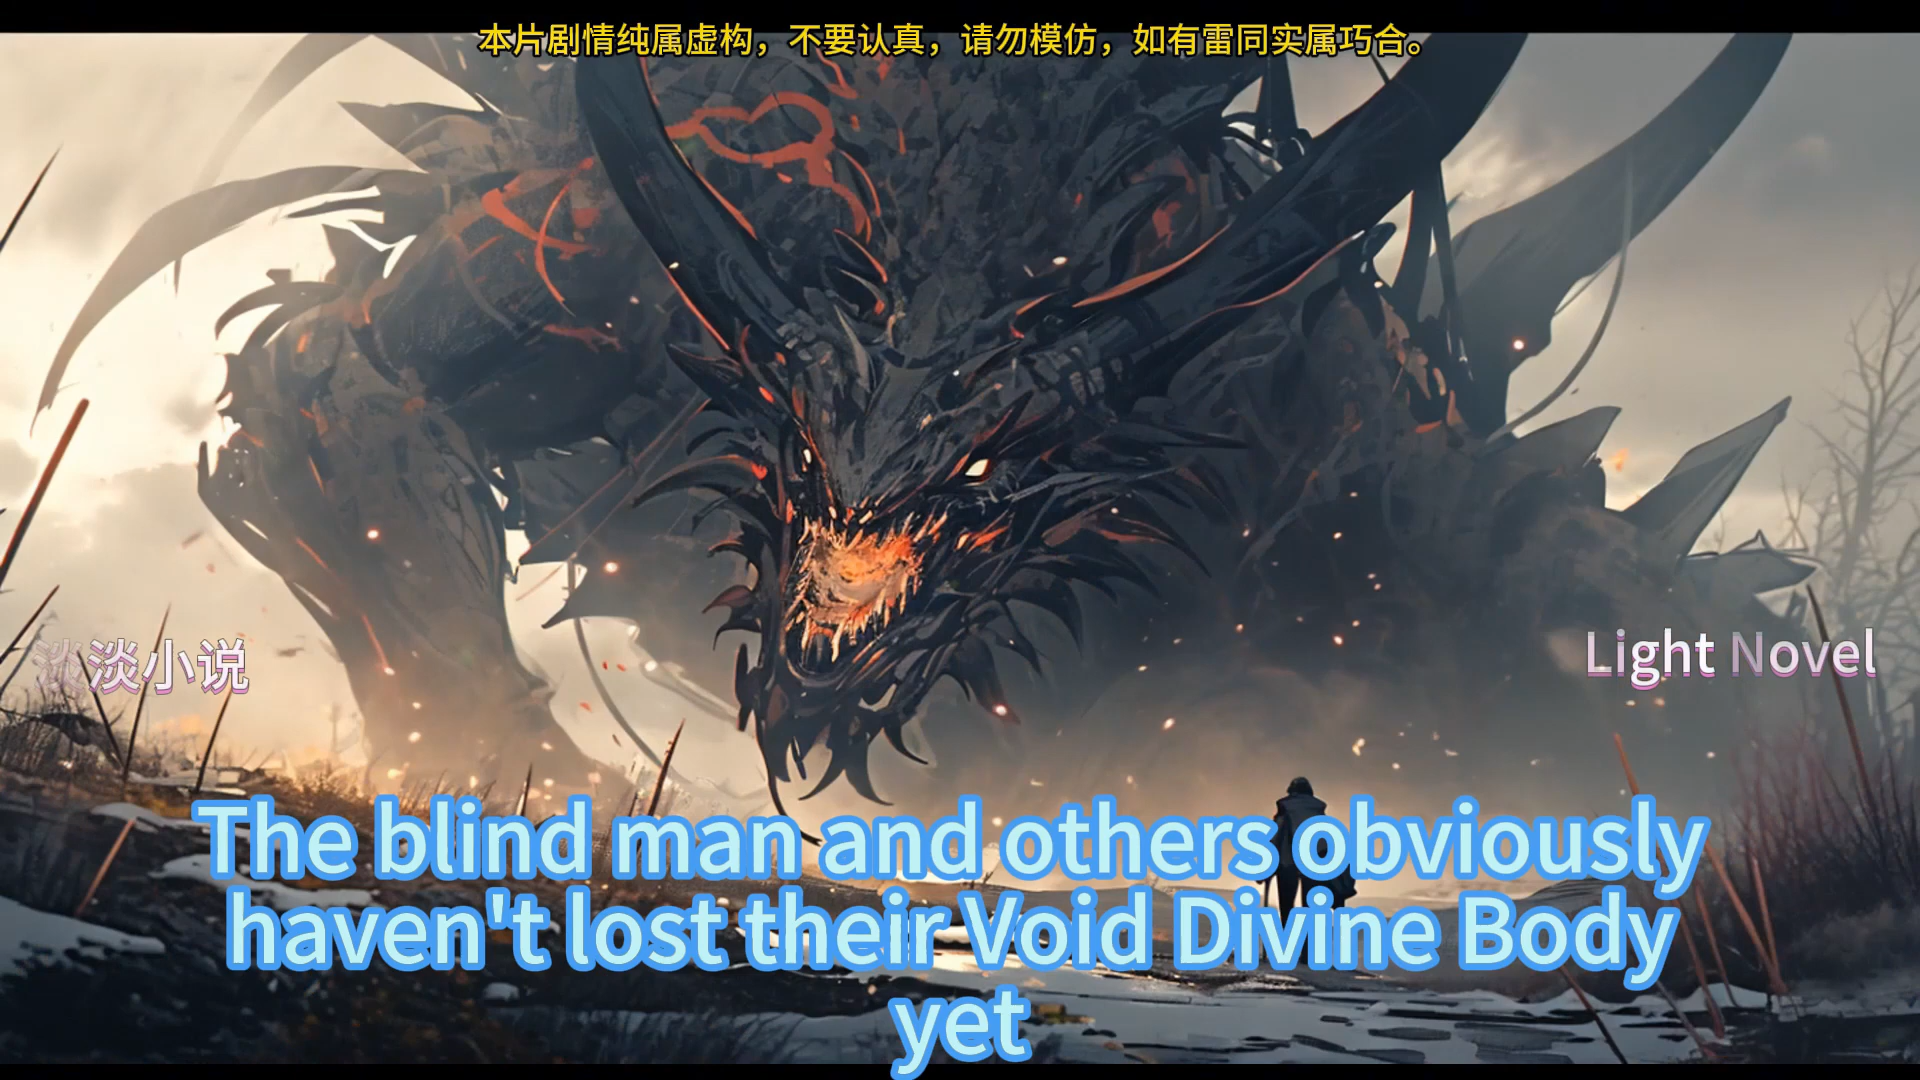 本片剧情纯属虚构，不要认真，请勿模仿，如有雷同实属巧合。
淡淡小说
Light Novel
The blind man and others obviously
haven't lost their Void Divine Body
yet